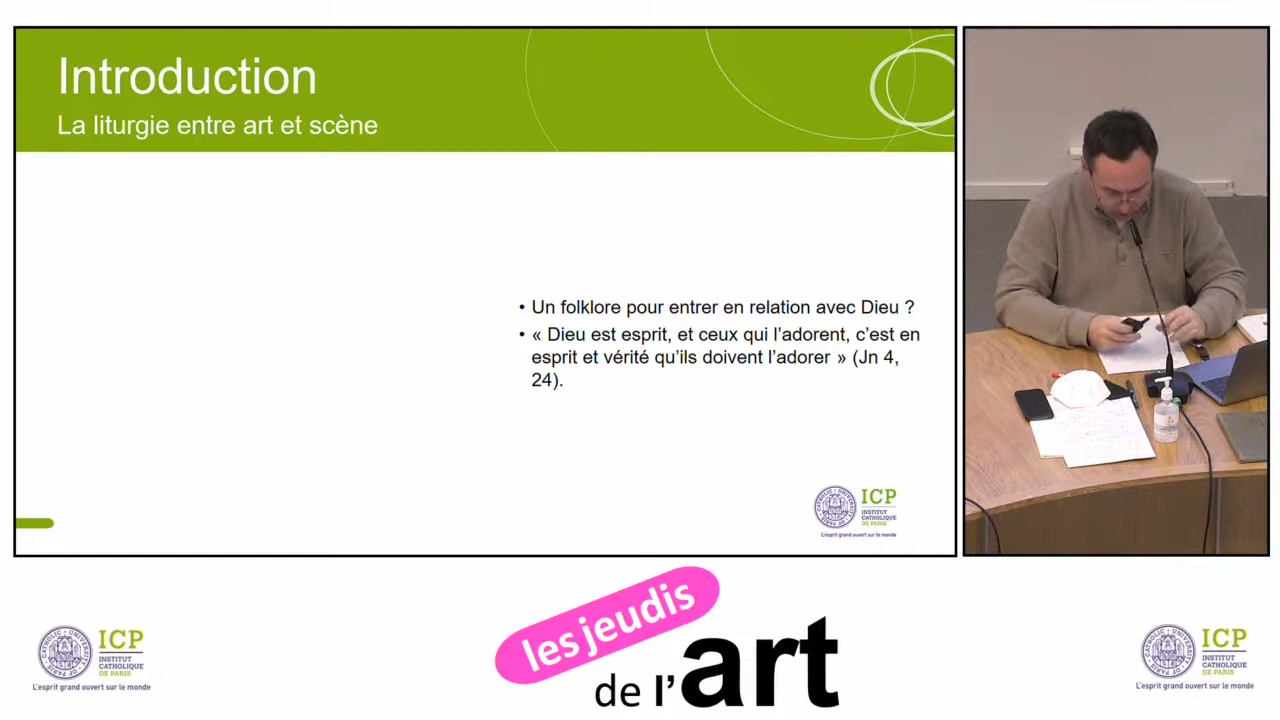 Introduction
La liturgie entre art et scène
• Un folklore pour entrer en relation avec Dieu ?
• « Dieu est esprit, et ceux qui l’adorent, c’est en
esprit et vérité qu’ils doivent l’adorer » (Jn 4,
24).
ICP
INSTITUT
CATHOLIQUE
DE PARIS
L'esprit grand ouvert sur le monde
les jeudis
de l’art
ICP
INSTITUT
CATHOLIQUE
DE PARIS
L'esprit grand ouvert sur le monde
ICP
INSTITUT
CATHOLIQUE
DE PARIS
L'esprit grand ouvert sur le monde